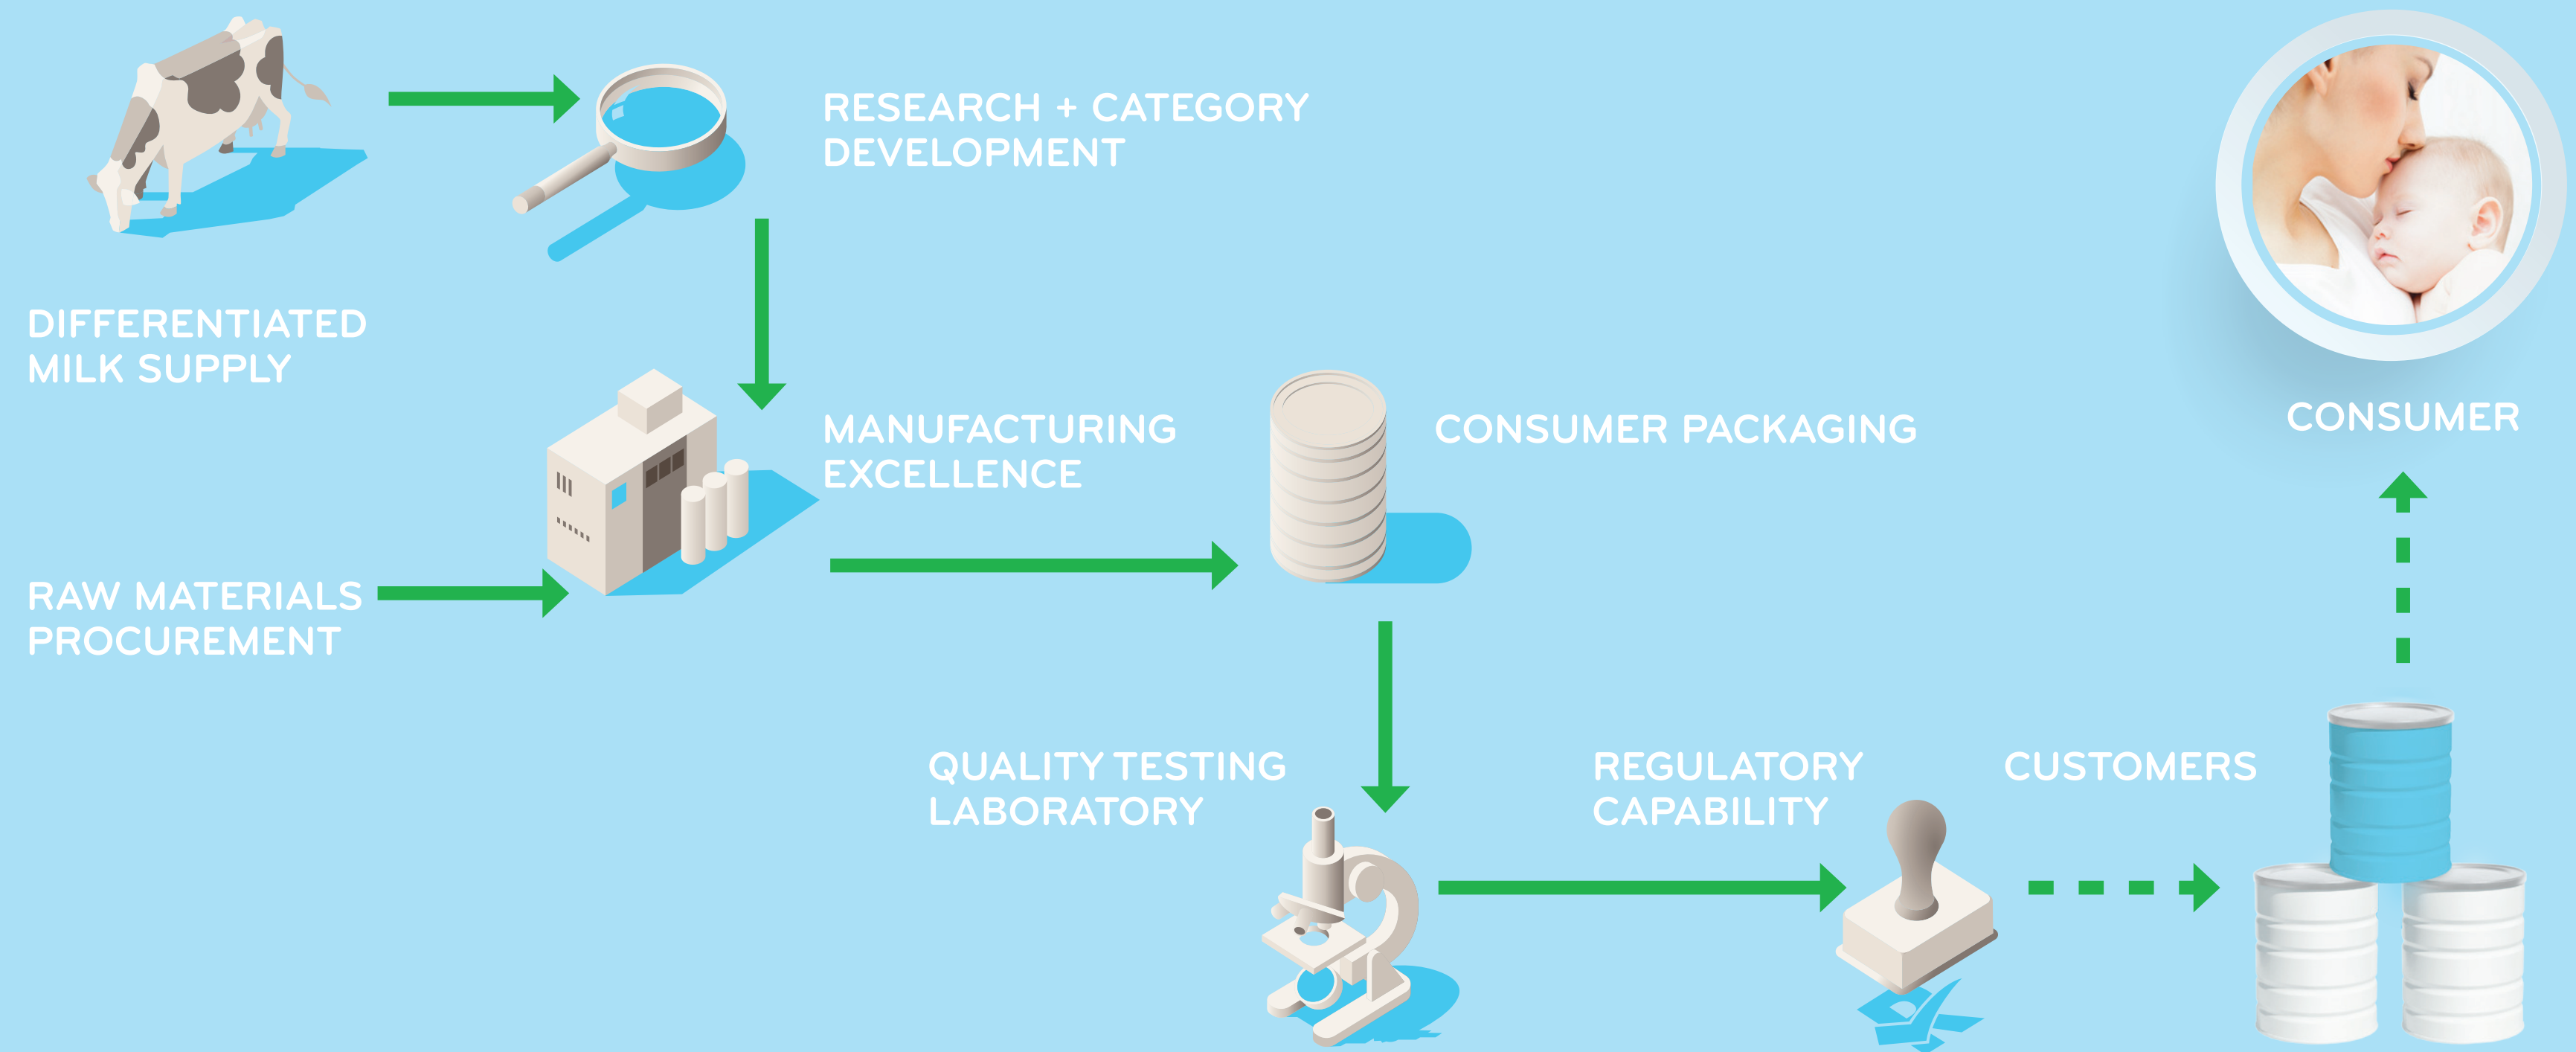 RESEARCH + CATEGORY
DEVELOPMENT
DIFFERENTIATED
MILK SUPPLY
MANUFACTURING
EXCELLENCE
CONSUMER PACKAGING
CONSUMER
RAW MATERIALS
PROCUREMENT
QUALITY TESTING
LABORATORY
REGULATORY
CAPABILITY
CUSTOMERS